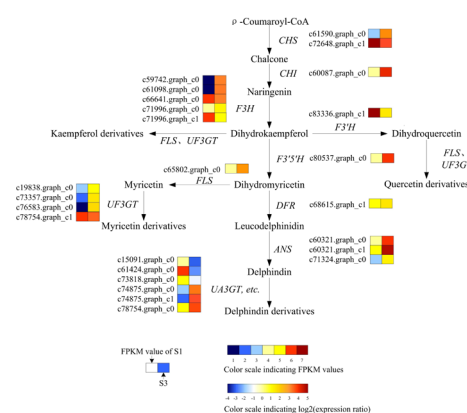 ρ-Coumaroyl-CoA
CHS
c61590.graph_c0
c72648.graph_c1
Chalcone
CHI
c60087.graph_c0
Naringenin
c59742.graph_c0
c61098.graph_c0
c66641.graph_c0
c71996.graph_c0
c71996.graph_c1
F3H
c83336.graph_c1
Kaempferol derivatives
Dihydrokaempferol
F3'H
Dihydroquercetin
FLS、UF3GT
FLS、
UF3G
F3'5'H
c80537.graph_c0
c65802.graph_c0
FLS
Myricetin
Dihydromyricetin
Quercetin derivatives
c19838.graph_c0
c73357.graph_c0
c76583.graph_c0
c78754.graph_c1
UF3GT
DFR
c68615.graph_c1
Myricetin derivatives
Leucodelphinidin
ANS
c60321.graph_c0
c60321.graph_c1
c71324.graph_c0
c15091.graph_c0
c61424.graph_c0
c73818.graph_c0
c74875.graph_c0
c74875.graph_c1
c78754.graph_c0
Delphindin
UA3GT, etc.
Delphindin derivatives
FPKM value of S1
S3
1 2 3 4 5 6 7
Color scale indicating FPKM values
-4 -3 -2 -1 0 1 2 3 4 5
Color scale indicating log2(expression ratio)